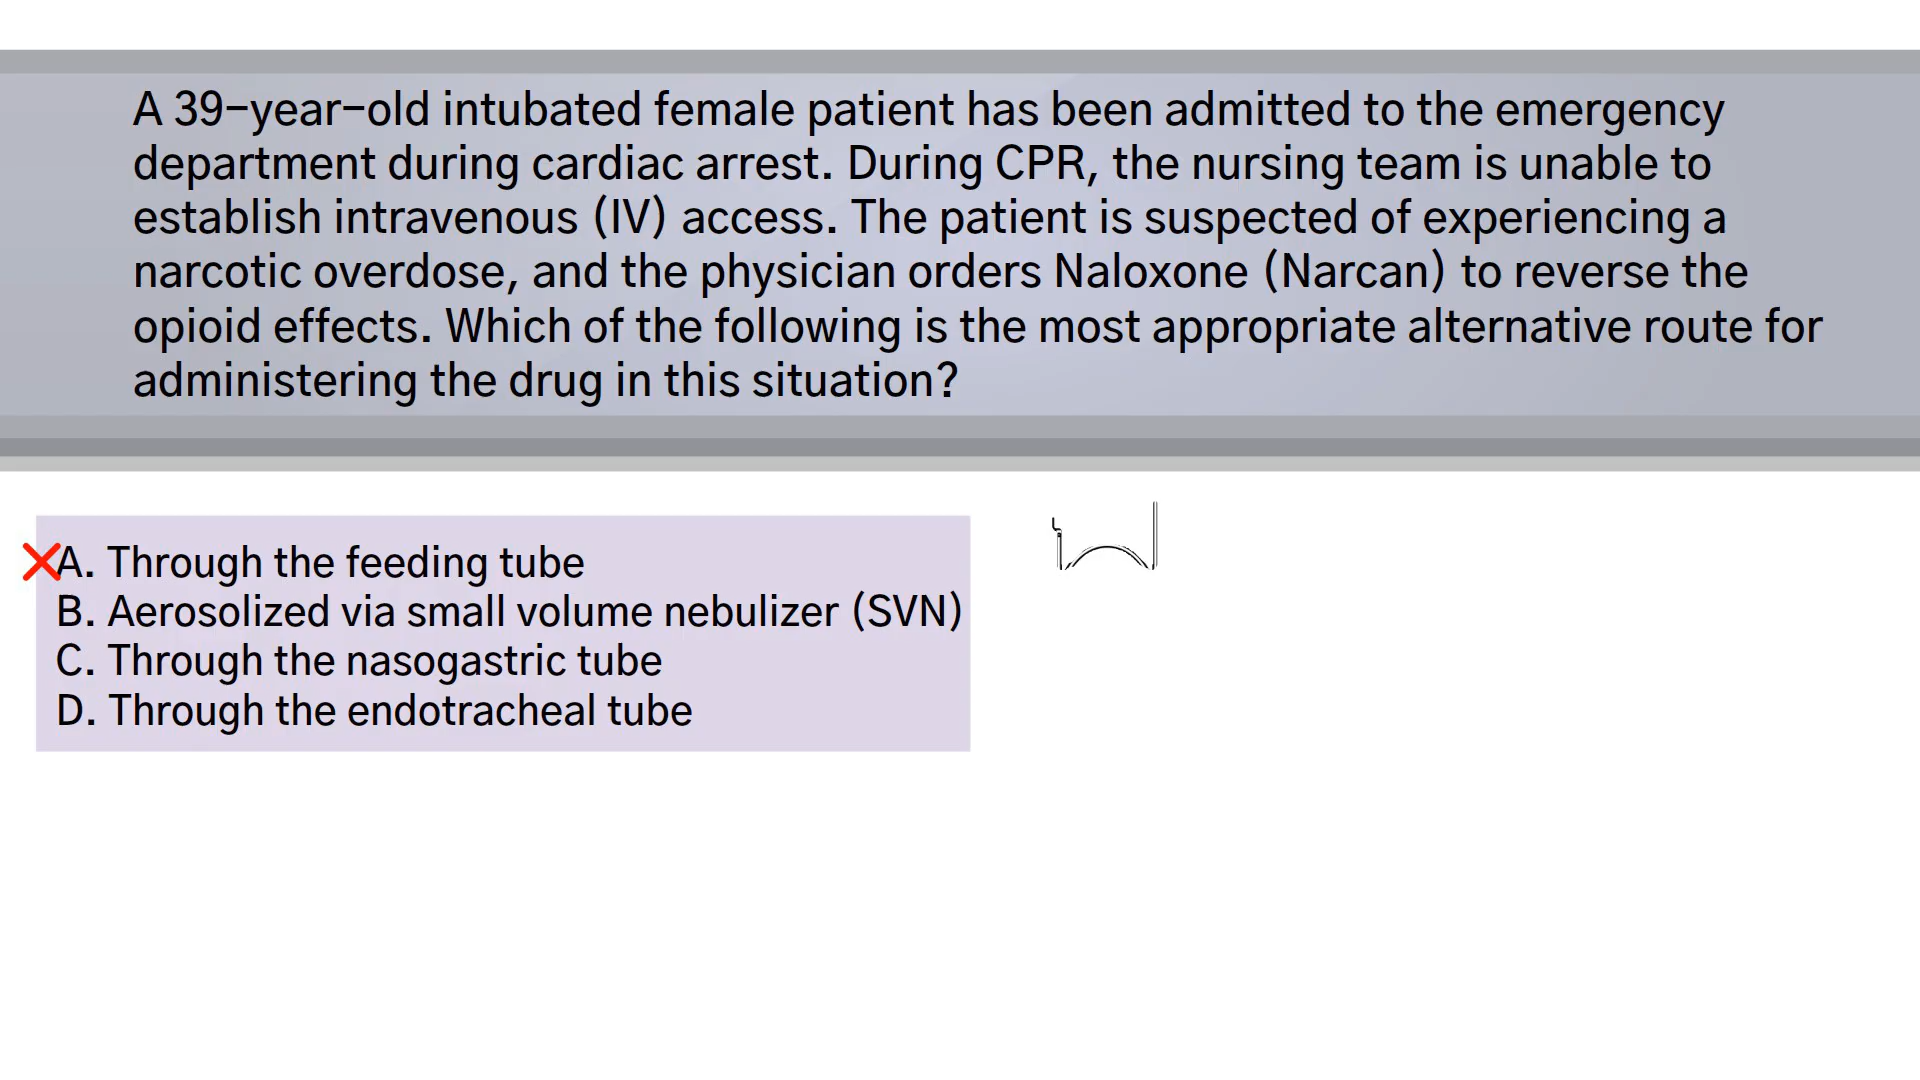 A 39-year-old intubated female patient has been admitted to the emergency
department during cardiac arrest. During CPR, the nursing team is unable to
establish intravenous (IV) access. The patient is suspected of experiencing a
narcotic overdose, and the physician orders Naloxone (Narcan) to reverse the
opioid effects. Which of the following is the most appropriate alternative route for
administering the drug in this situation?
A. Through the feeding tube
B. Aerosolized via small volume nebulizer (SVN)
C. Through the nasogastric tube
D. Through the endotracheal tube